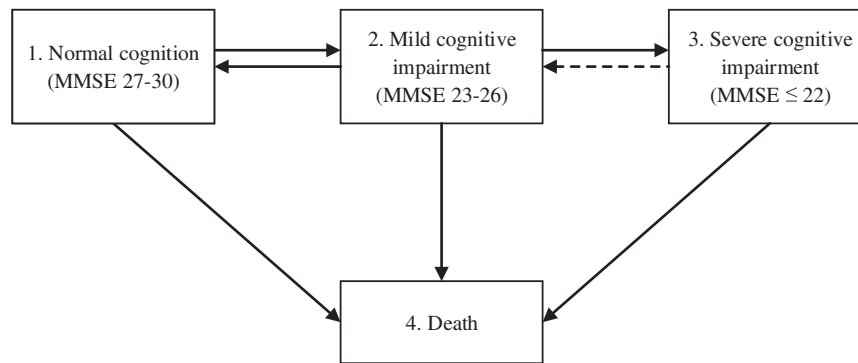 1. Normal cognition
(MMSE 27-30)
2. Mild cognitive
impairment
(MMSE 23-26)
3. Severe cognitive
impairment
(MMSE ≤ 22)
4. Death